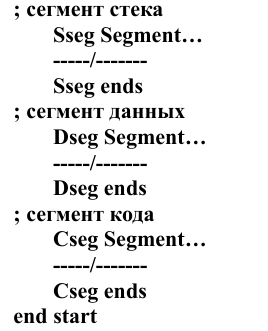 ; сегмент стека
Sseg Segment…
-----/-------
Sseg ends
; сегмент данных
Dseg Segment…
-----/-------
Dseg ends
; сегмент кода
Cseg Segment…
-----/-------
Cseg ends
end start